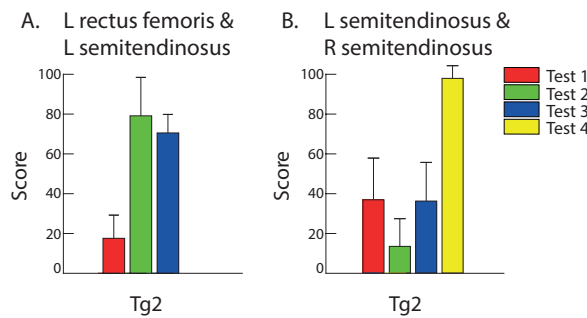 A. L rectus femoris &
L semitendinosus
B. L semitendinosus &
R semitendinosus
Test 1
Test 2
Test 3
Test 4
Score
100
80
60
40
20
0
Tg2
Score
100
80
60
40
20
0
Tg2